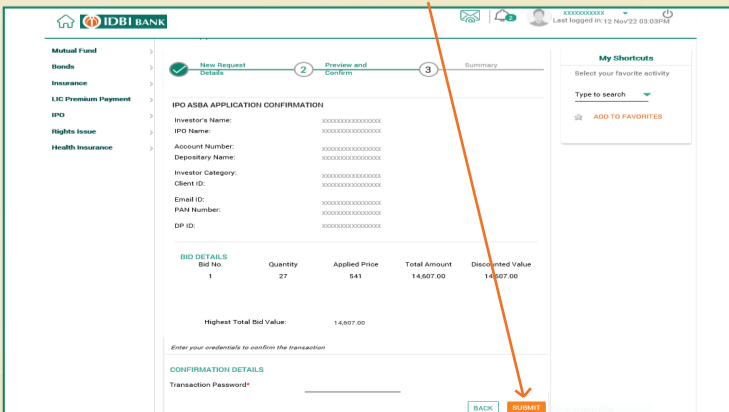 IDBI BANK
2
xxxxxxxxxxx
Last logged in: 12 Nov'22 03:03PM
Mutual Fund
Bonds
Insurance
LIC Premium Payment
IPO
Rights Issue
Health Insurance
New Request Details
2 Preview and Confirm
3 Summary
IPO ASBA APPLICATION CONFIRMATION
Investor's Name: xxxxxxxxxxxxxxxx
IPO Name: xxxxxxxxxxxxxxxx
Account Number: xxxxxxxxxxxxxxxx
Depositary Name: xxxxxxxxxxxxxxxx
Investor Category: xxxxxxxxxxxxxxxx
Client ID: xxxxxxxxxxxxxxxx
Email ID: xxxxxxxxxxxxxxxx
PAN Number: xxxxxxxxxxxxxxxx
DP ID: xxxxxxxxxxxxxxxx
BID DETAILS
Bid No. Quantity Applied Price Total Amount Discounted Value
1 27 541 14,607.00 14,607.00
Highest Total Bid Value: 14,607.00
Enter your credentials to confirm the transaction
CONFIRMATION DETAILS
Transaction Password*
BACK SUBMIT
My Shortcuts
Select your favorite activity
Type to search
ADD TO FAVORITES